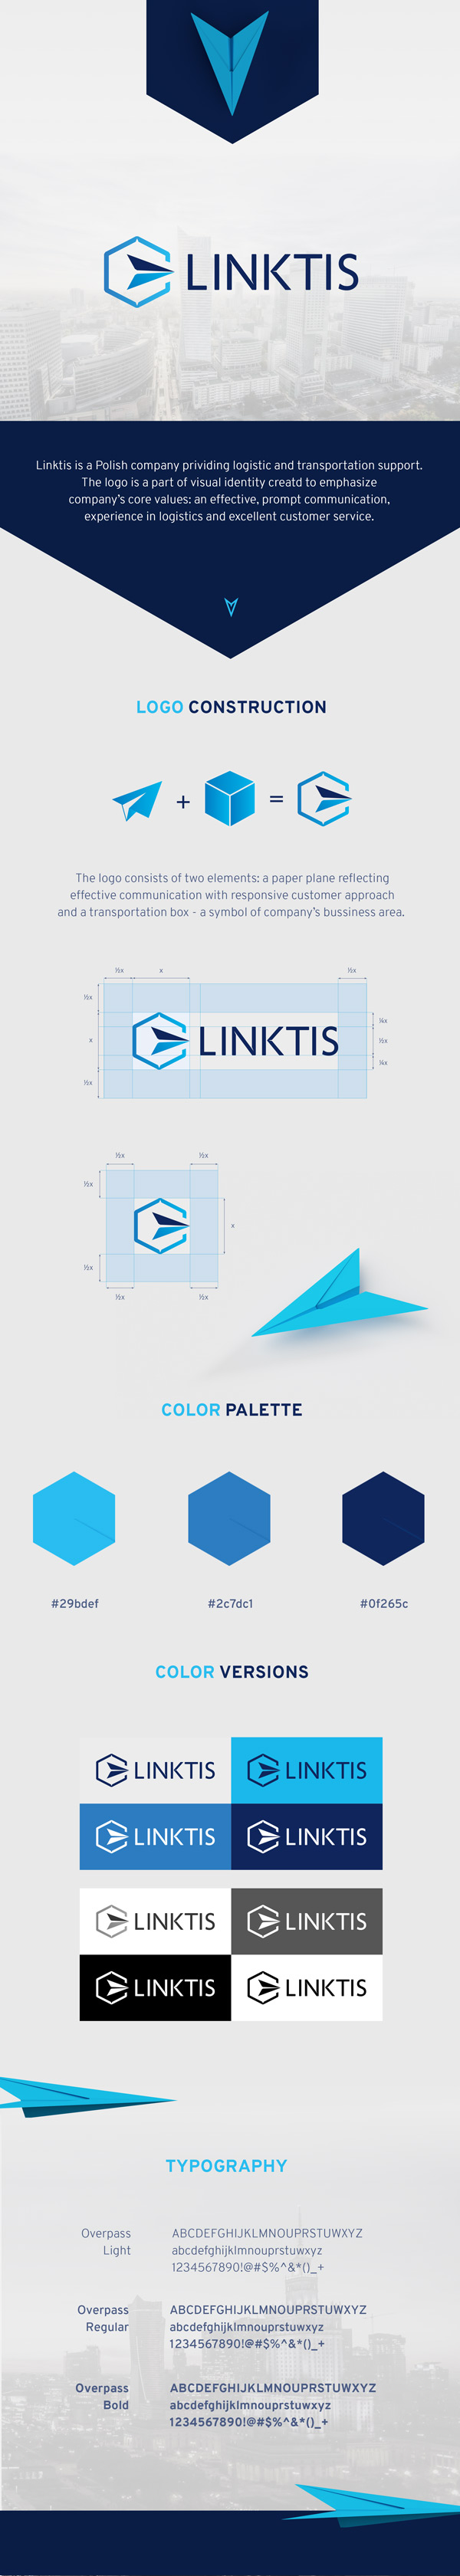 LINKTIS
Linktis is a Polish company prividing logistic and transportation support.
The logo is a part of visual identity creatd to emphasize
company's core values: an effective, prompt communication,
experience in logistics and excellent customer service.
LOGO CONSTRUCTION
+ =
The logo consists of two elements: a paper plane reflecting
effective communication with responsive customer approach
and a transportation box - a symbol of company's bussiness area.
½x x ½x
½x
x
½x
LINKTIS
¼x
½x
¼x
½x ½x
½x
x
½x
½x ½x
COLOR PALETTE
#29bdef #2c7dc1 #0f265c
COLOR VERSIONS
LINKTIS LINKTIS
LINKTIS LINKTIS
LINKTIS LINKTIS
LINKTIS LINKTIS
TYPOGRAPHY
Overpass ABCDEFGHIJKLMNOUPRSTUWXYZ
Light abcdefghijklmnouprstuwxyz
1234567890!@#$%^&*()_+
Overpass ABCDEFGHIJKLMNOUPRSTUWXYZ
Regular abcdefghijklmnouprstuwxyz
1234567890!@#$%^&*()_+
Overpass ABCDEFGHIJKLMNOUPRSTUWXYZ
Bold abcdefghijklmnouprstuwxyz
1234567890!@#$%^&*()_+